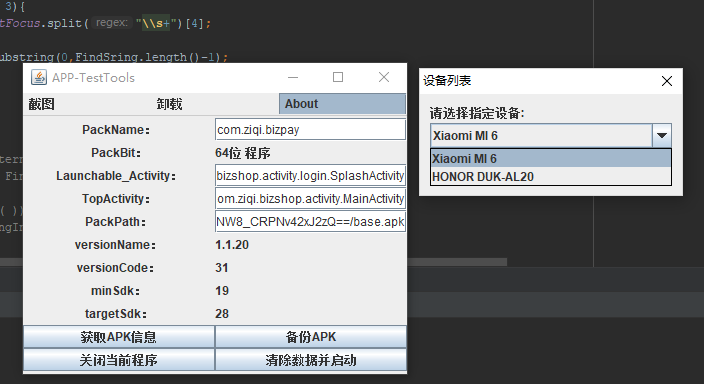 3){
tFocus.split( regex: "\\s+")[4];
ubstring(0,FindSring.length()-1);
APP-TestTools
截图 卸载 About
PackName： com.ziqi.bizpay
PackBit： 64位 程序
Launchable_Activity： bizshop.activity.login.SplashActivity
TopActivity： om.ziqi.bizshop.activity.MainActivity
PackPath： NW8_CRPNv42xJ2zQ==/base.apk
versionName： 1.1.20
versionCode： 31
minSdk： 19
targetSdk： 28
获取APK信息 备份APK
关闭当前程序 清除数据并启动
设备列表
请选择指定设备:
Xiaomi MI 6
Xiaomi MI 6
HONOR DUK-AL20
tern
Fin
( ))
ngIn